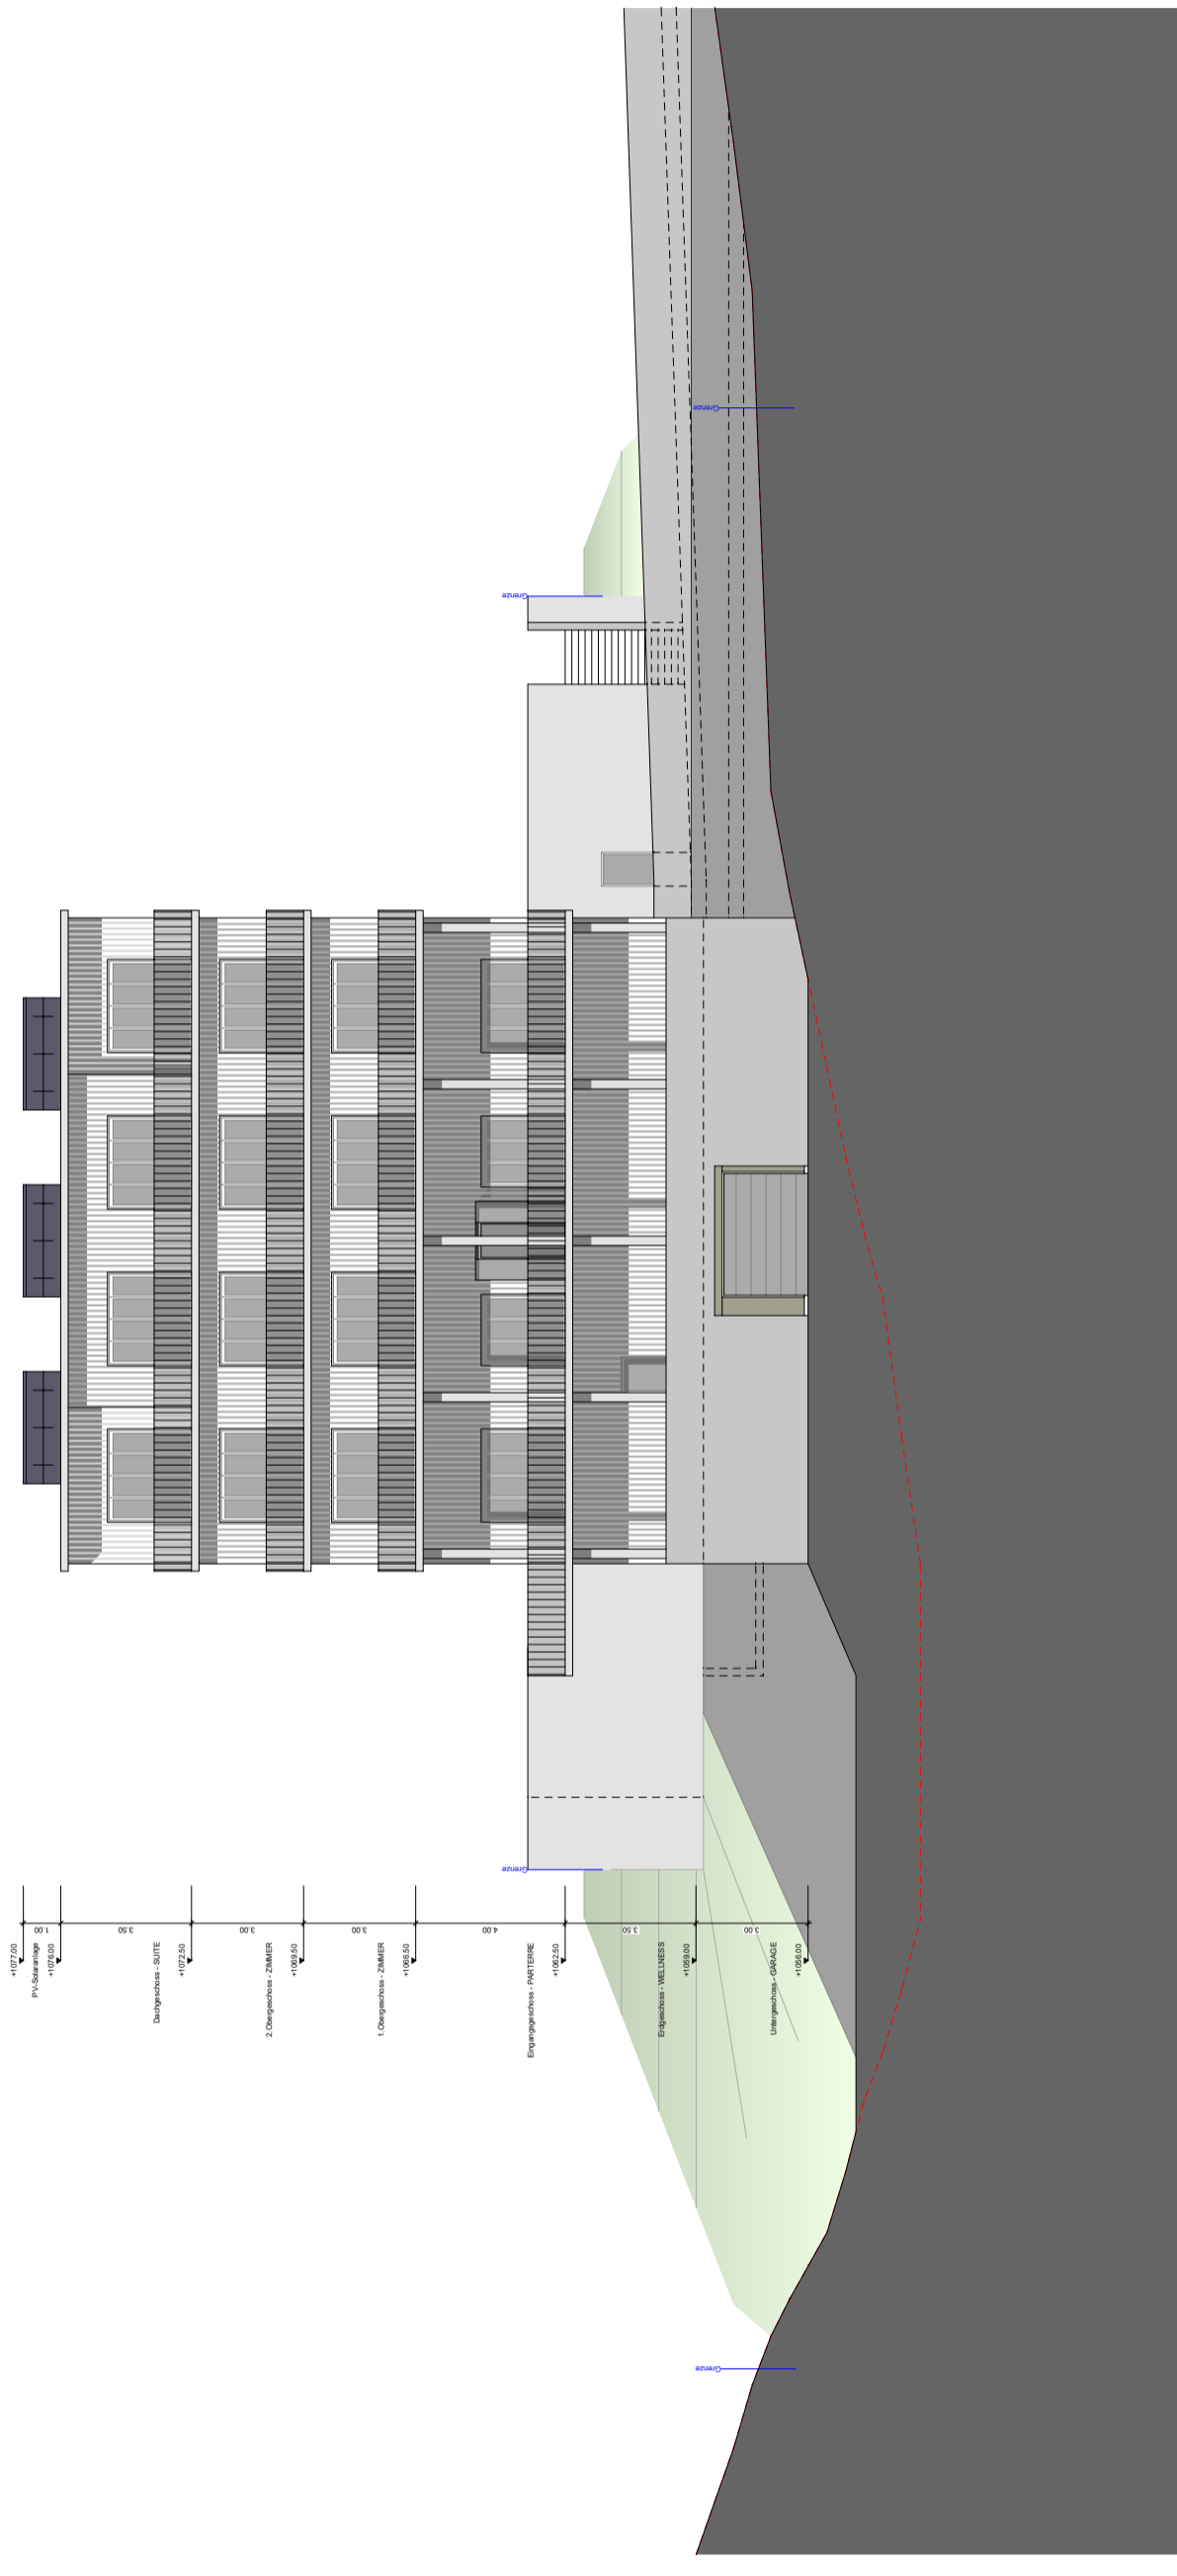 +1077.00
1.00
PV-Solaranlage
+1076.00
3.50
Dachgeschoss - SUITE
+1072.50
3.00
2.Obergeschoss - ZIMMER
+1069.50
3.00
1.Obergeschoss - ZIMMER
+1066.50
4.00
Eingangsgeschoss - PARTERRE
+1062.50
3.50
Erdgeschoss - WELLNESS
+1059.00
3.00
Untergeschoss - GARAGE
+1056.00
Grenze
Grenze
Grenze
Grenze